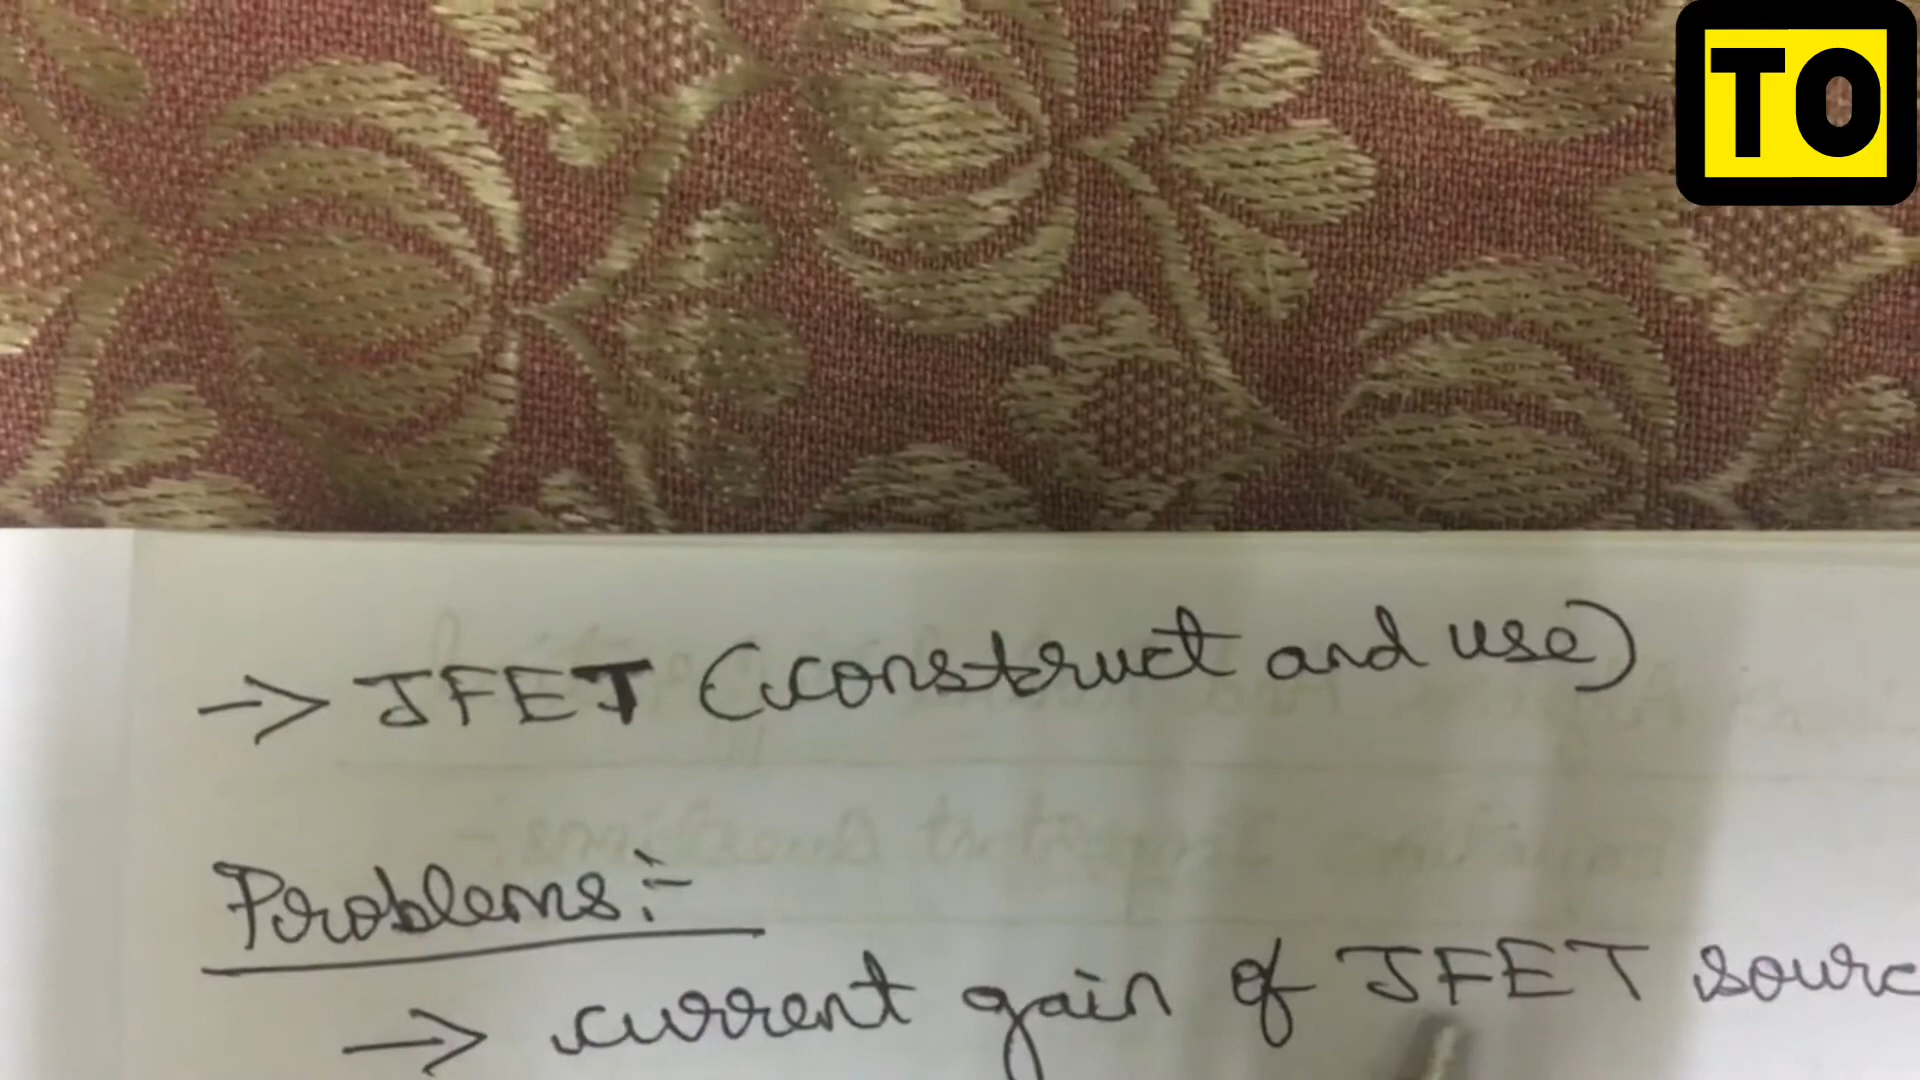 TO
→ JFET (construct and use)
Problems:-
→ current gain of JFET sourc